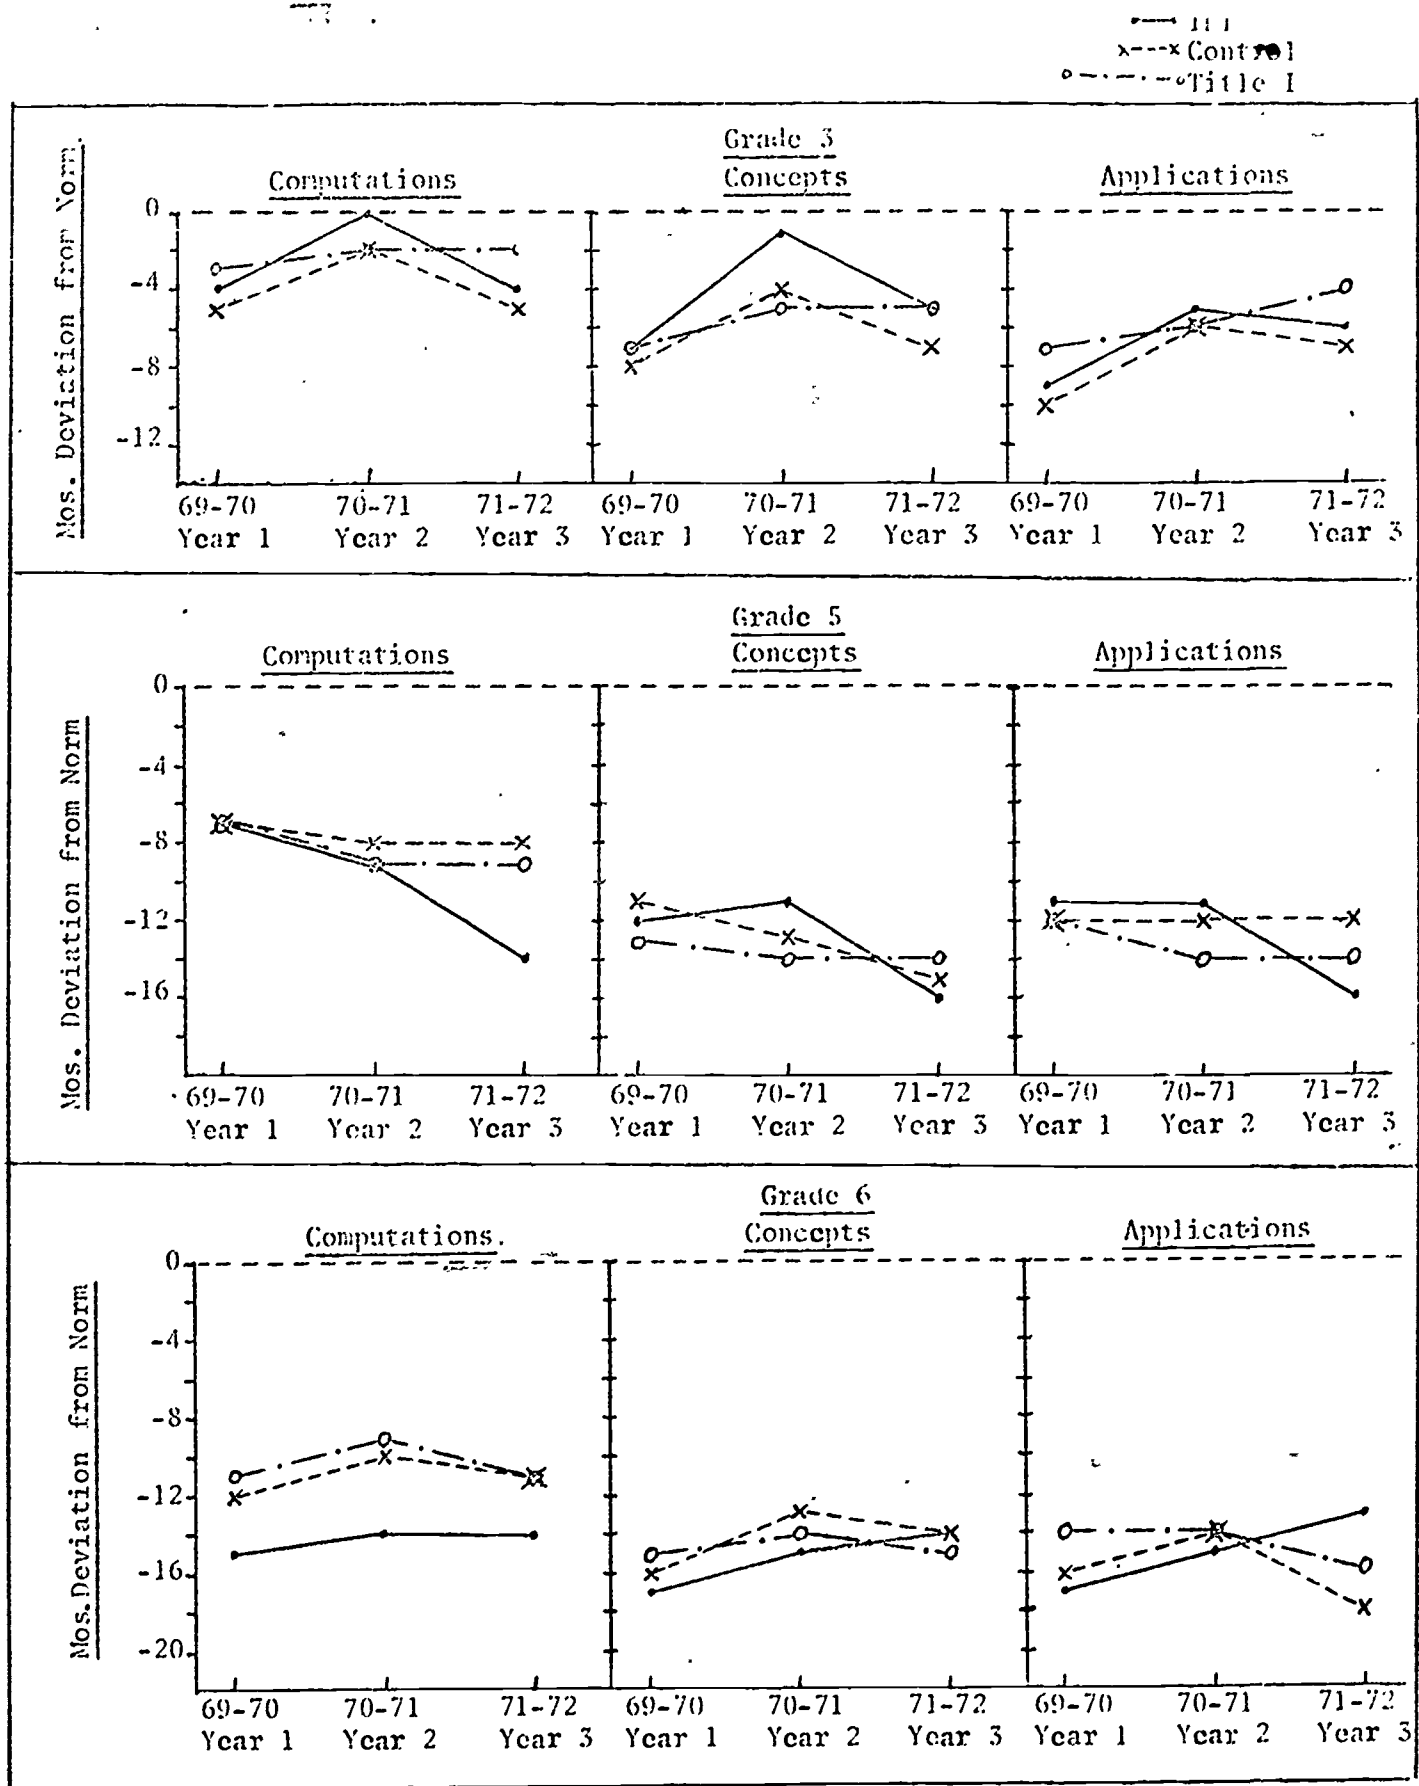 x---x Control
o—·—·—oTitle I
Grade 3
Computations Concepts Applications
Mos. Deviation from Norm
0
-4
-8
-12
69-70 70-71 71-72 69-70 70-71 71-72 69-70 70-71 71-72
Year 1 Year 2 Year 3 Year 1 Year 2 Year 3 Year 1 Year 2 Year 3
Grade 5
Computations Concepts Applications
Mos. Deviation from Norm
0
-4
-8
-12
-16
69-70 70-71 71-72 69-70 70-71 71-72 69-70 70-71 71-72
Year 1 Year 2 Year 3 Year 1 Year 2 Year 3 Year 1 Year 2 Year 3
Grade 6
Computations. Concepts Applications
Mos.Deviation from Norm
0
-4
-8
-12
-16
-20
69-70 70-71 71-72 69-70 70-71 71-72 69-70 70-71 71-72
Year 1 Year 2 Year 3 Year 1 Year 2 Year 3 Year 1 Year 2 Year 3